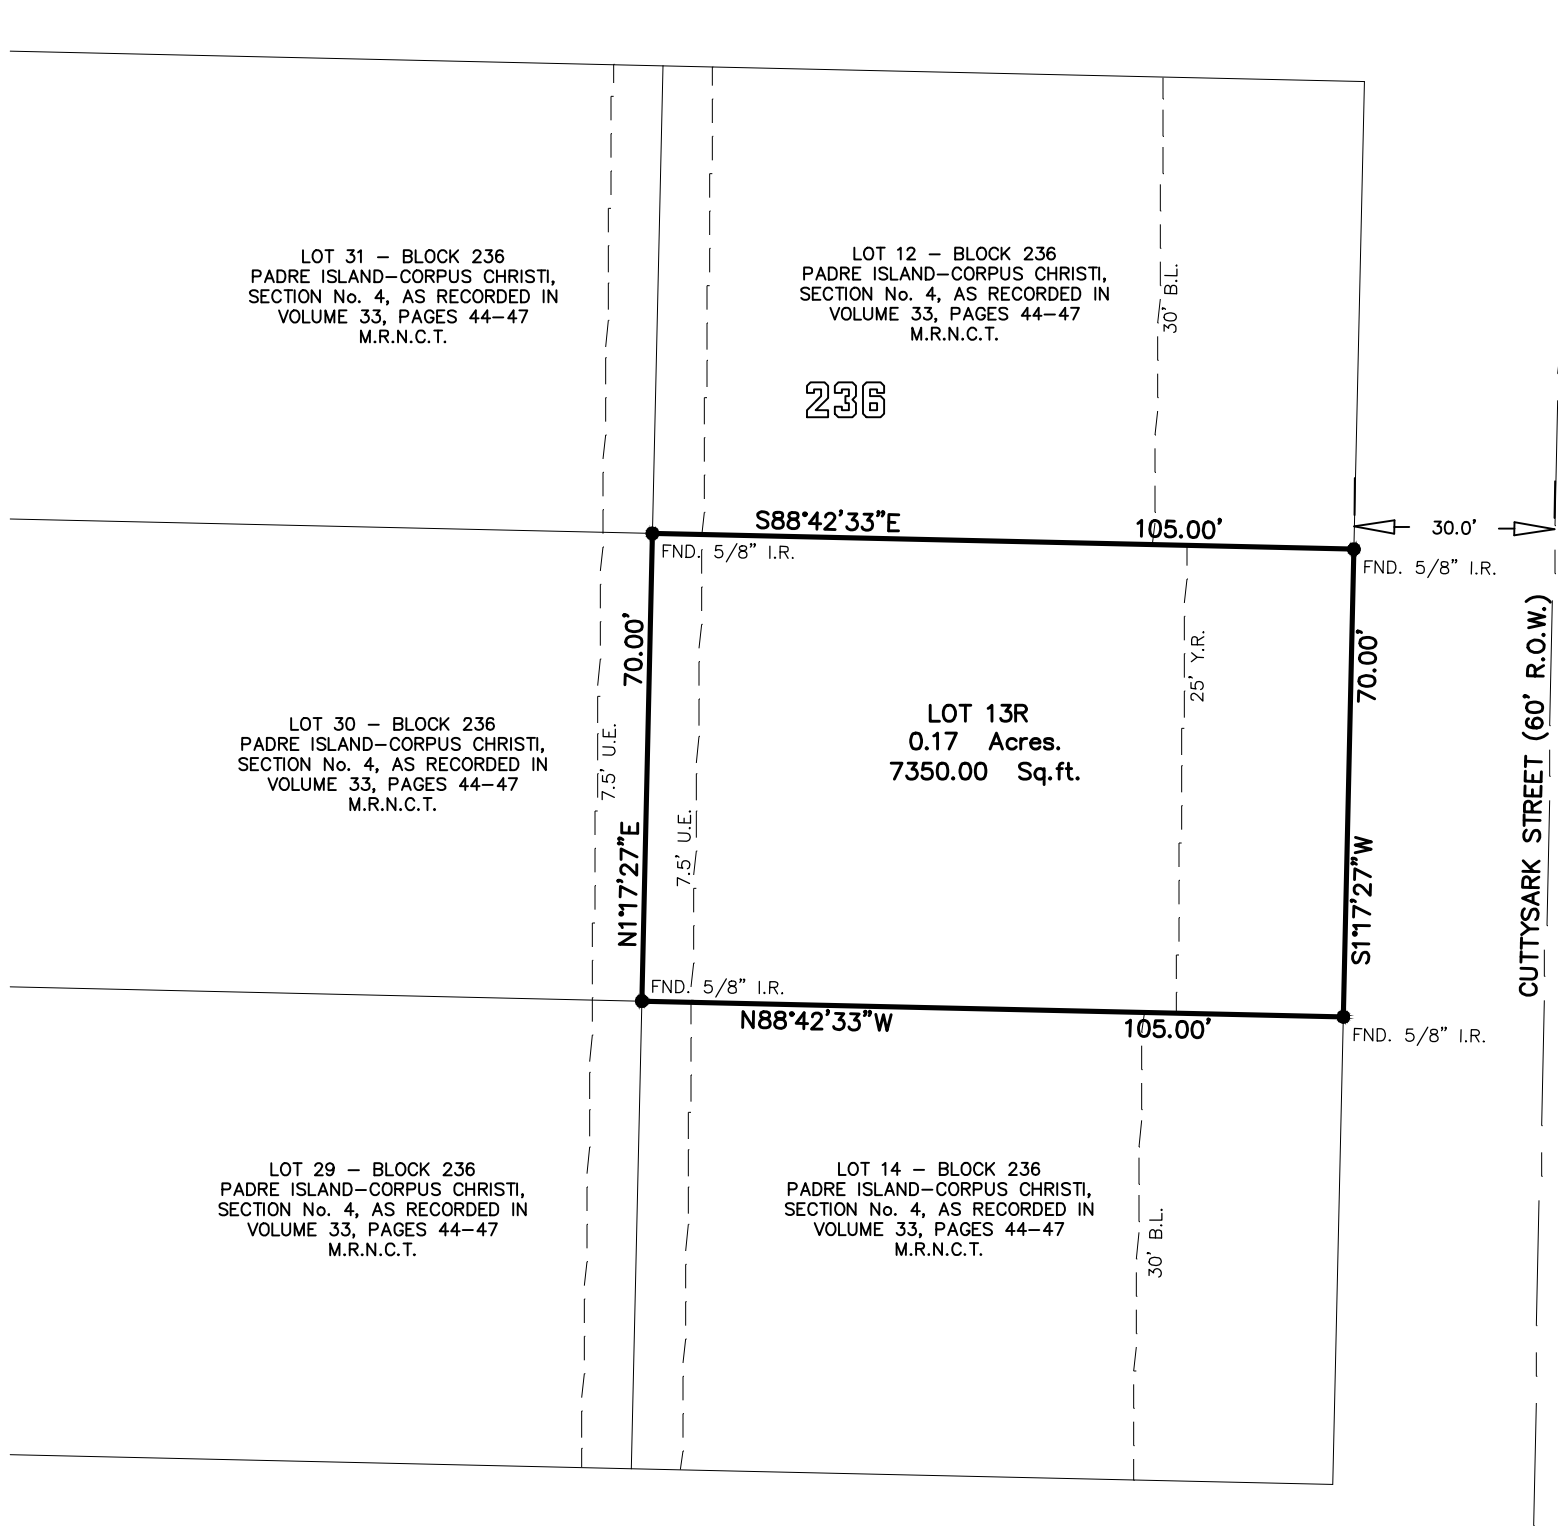 LOT 31 – BLOCK 236
PADRE ISLAND–CORPUS CHRISTI,
SECTION No. 4, AS RECORDED IN
VOLUME 33, PAGES 44–47
M.R.N.C.T.
LOT 12 – BLOCK 236
PADRE ISLAND–CORPUS CHRISTI,
SECTION No. 4, AS RECORDED IN
VOLUME 33, PAGES 44–47
M.R.N.C.T.
30' B.L.
236
S88°42'33"E
105.00'
30.0'
FND. 5/8" I.R.
FND. 5/8" I.R.
70.00'
N1°17'27"E
7.5' U.E.
7.5' U.E.
LOT 30 – BLOCK 236
PADRE ISLAND–CORPUS CHRISTI,
SECTION No. 4, AS RECORDED IN
VOLUME 33, PAGES 44–47
M.R.N.C.T.
LOT 13R
0.17 Acres.
7350.00 Sq.ft.
25' Y.R.
70.00'
S1°17'27"W
CUTTYSARK STREET (60' R.O.W.)
FND. 5/8" I.R.
N88°42'33"W
105.00'
FND. 5/8" I.R.
LOT 29 – BLOCK 236
PADRE ISLAND–CORPUS CHRISTI,
SECTION No. 4, AS RECORDED IN
VOLUME 33, PAGES 44–47
M.R.N.C.T.
LOT 14 – BLOCK 236
PADRE ISLAND–CORPUS CHRISTI,
SECTION No. 4, AS RECORDED IN
VOLUME 33, PAGES 44–47
M.R.N.C.T.
30' B.L.